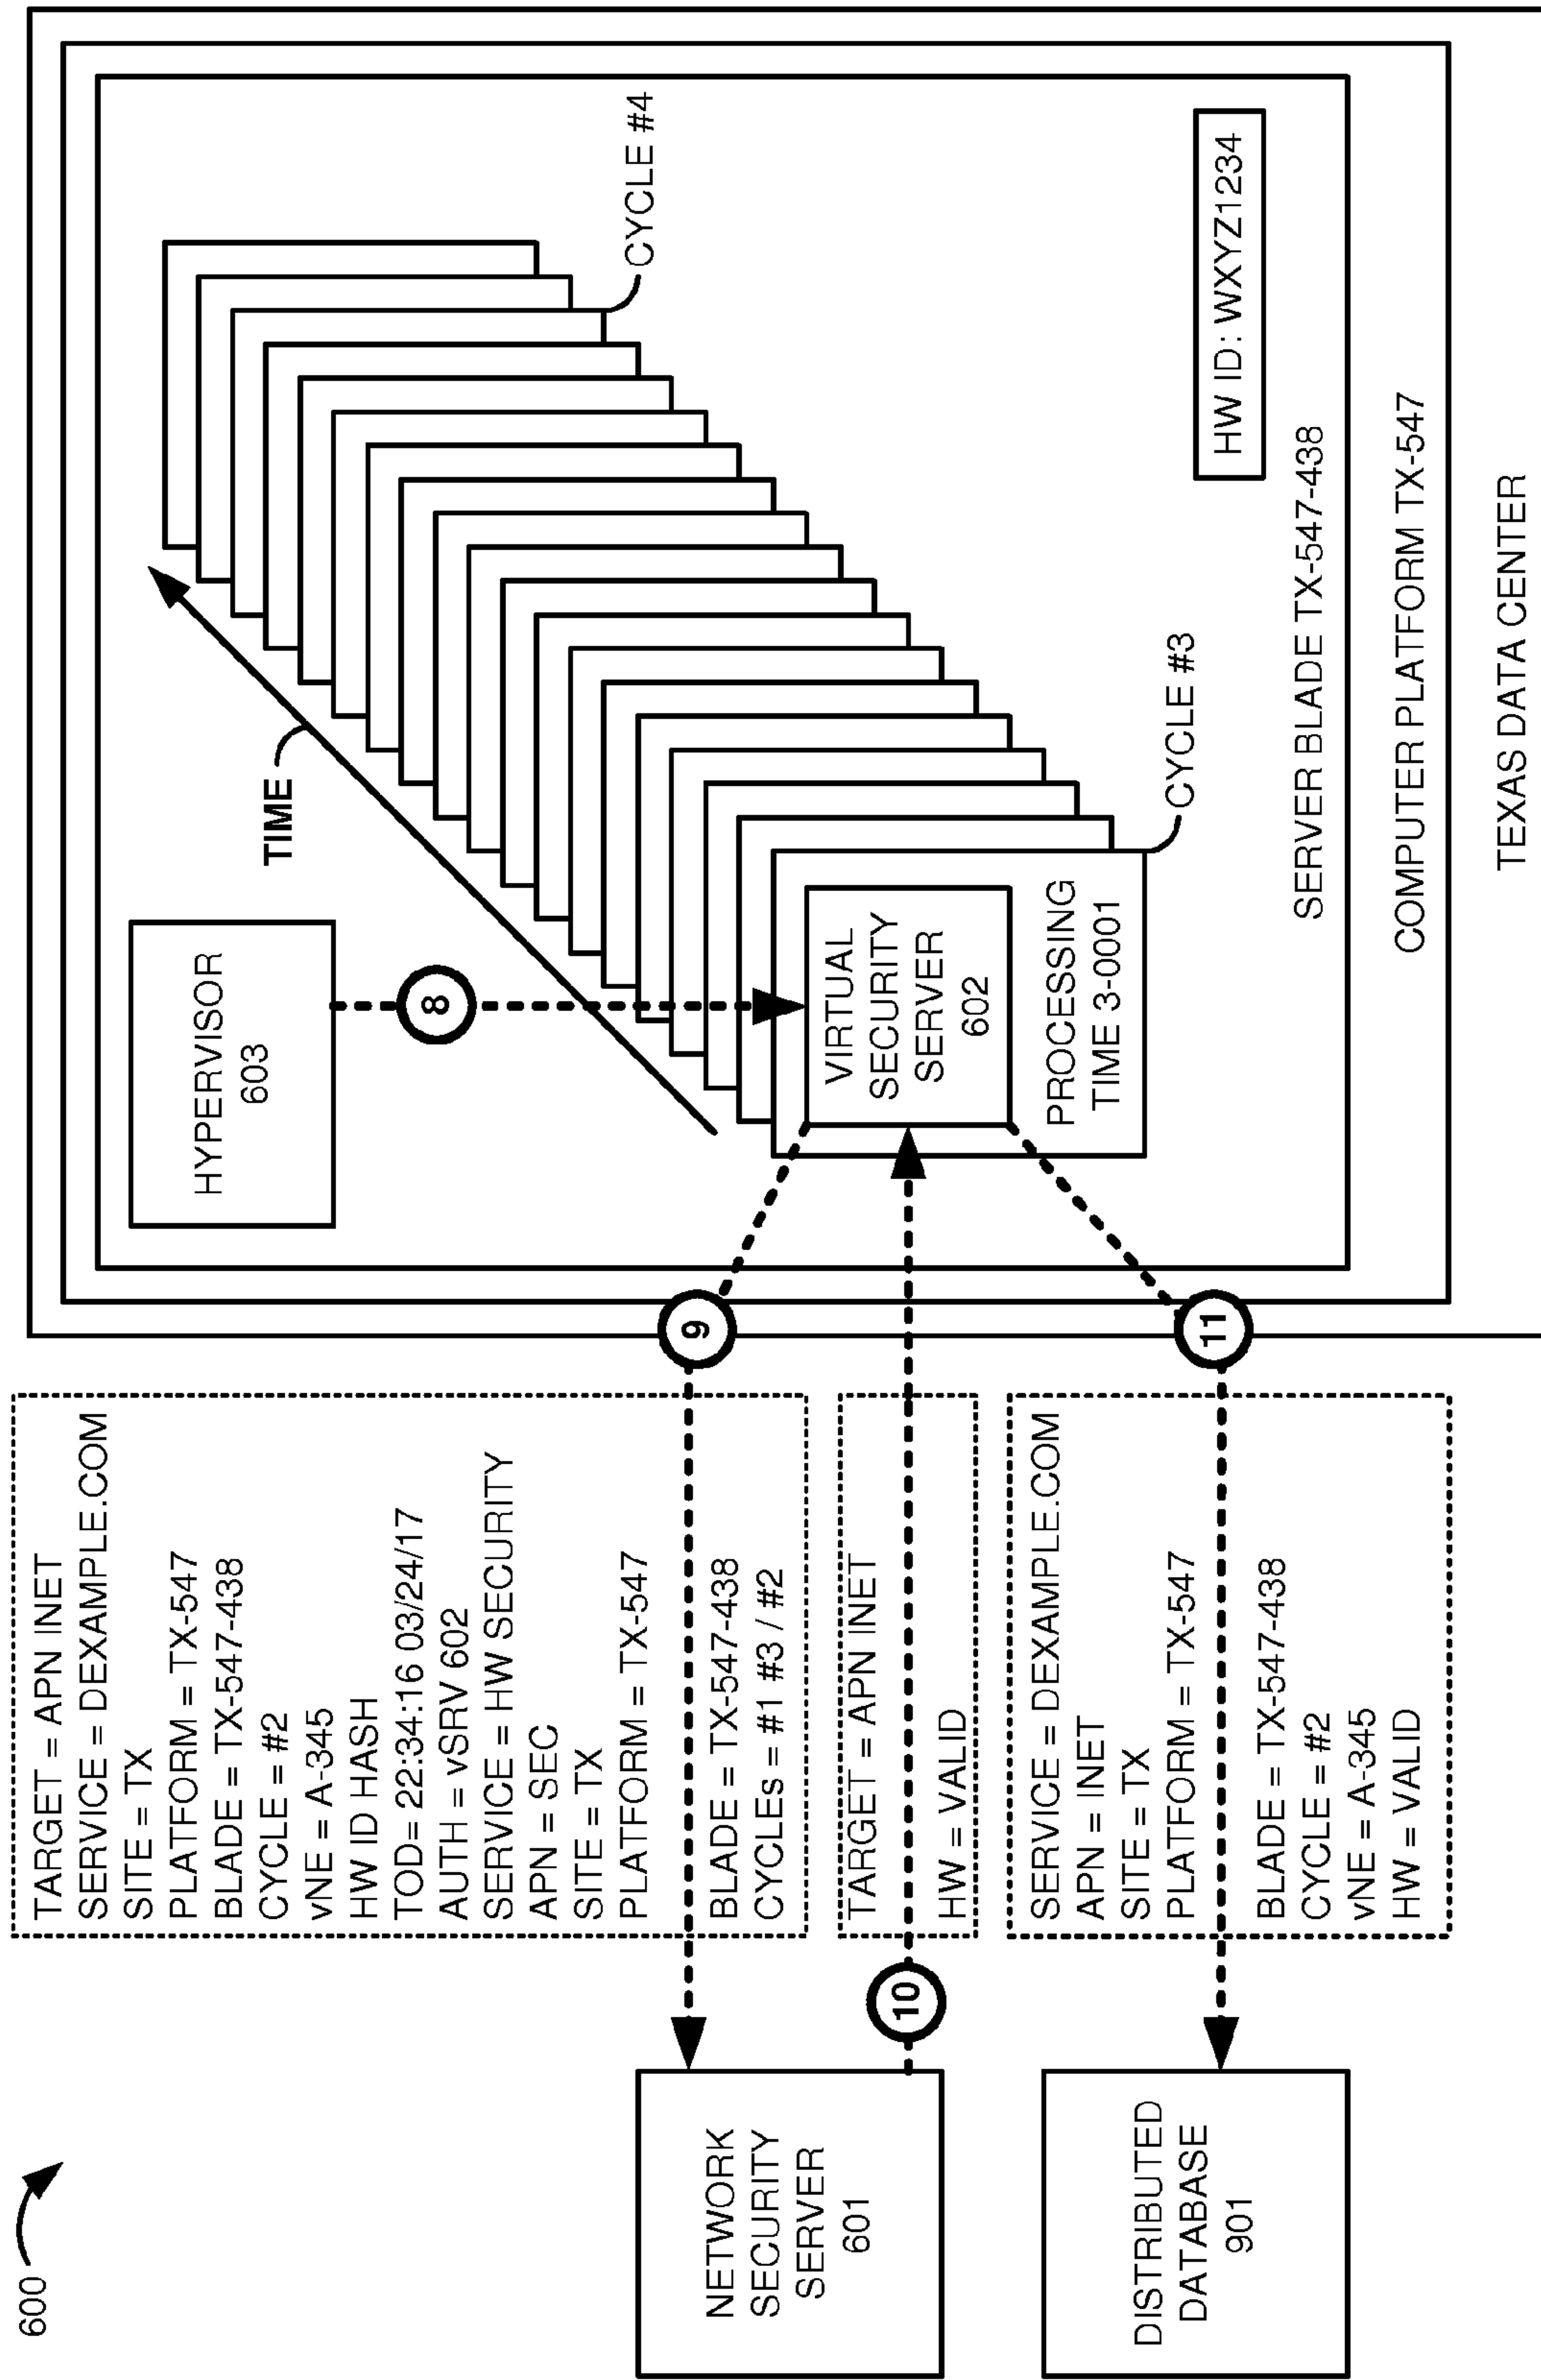 600
NETWORK
SECURITY
SERVER
601
DISTRIBUTED
DATABASE
901
TARGET = APN INET
SERVICE = DEXAMPLE.COM
SITE = TX
PLATFORM = TX-547
BLADE = TX-547-438
CYCLE = #2
vNE = A-345
HW ID HASH
TOD= 22:34:16 03/24/17
AUTH = vSRV 602
SERVICE = HW SECURITY
APN = SEC
SITE = TX
PLATFORM = TX-547
BLADE = TX-547-438
CYCLEs = #1 #3 / #2
10
TARGET = APN INET
HW = VALID
SERVICE = DEXAMPLE.COM
APN = INET
SITE = TX
PLATFORM = TX-547
BLADE = TX-547-438
CYCLE = #2
vNE = A-345
HW = VALID
9
11
HYPERVISOR
603
8
TIME
VIRTUAL
SECURITY
SERVER
602
PROCESSING
TIME 3-0001
CYCLE #3
CYCLE #4
HW ID: WXYZ1234
SERVER BLADE TX-547-438
COMPUTER PLATFORM TX-547
TEXAS DATA CENTER